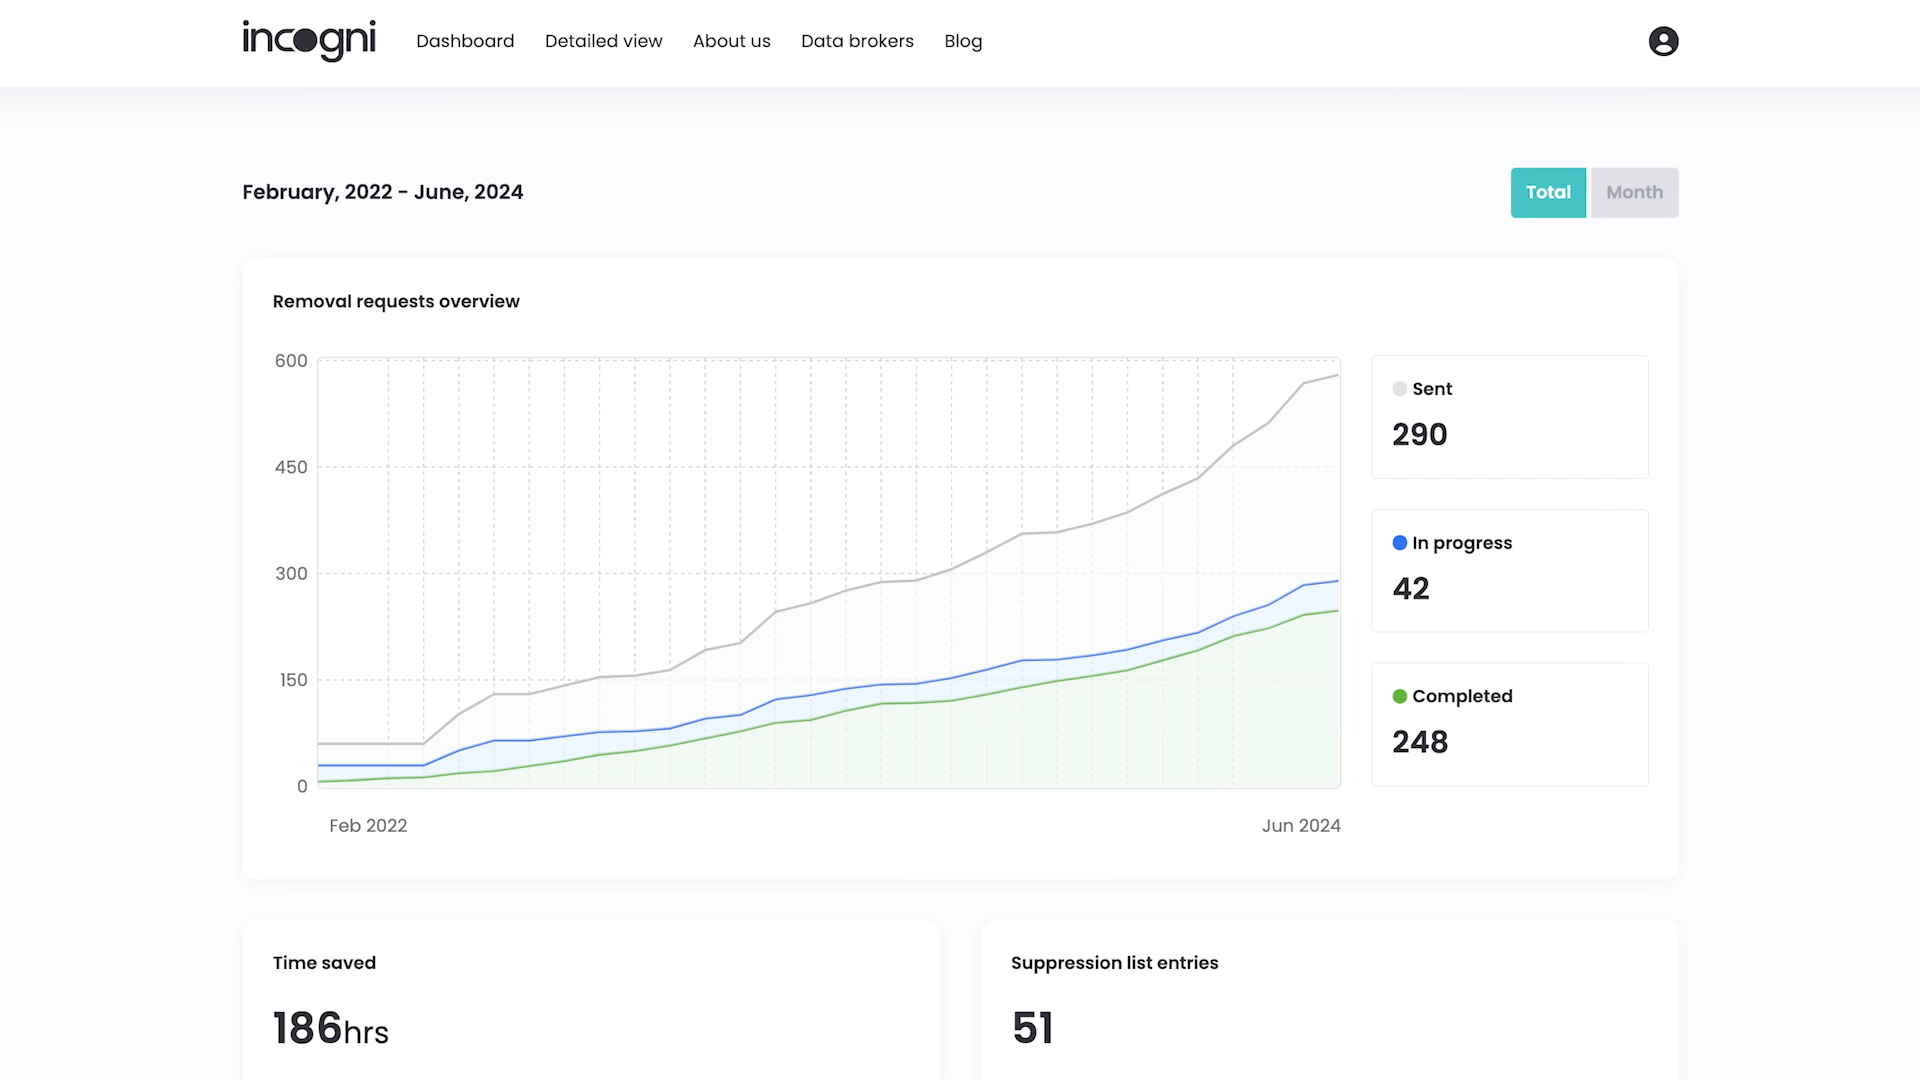 incogni Dashboard Detailed view About us Data brokers Blog
February, 2022 - June, 2024
Total Month
Removal requests overview
600
450
300
150
0
Feb 2022 Jun 2024
Sent
290
In progress
42
Completed
248
Time saved
186hrs
Suppression list entries
51